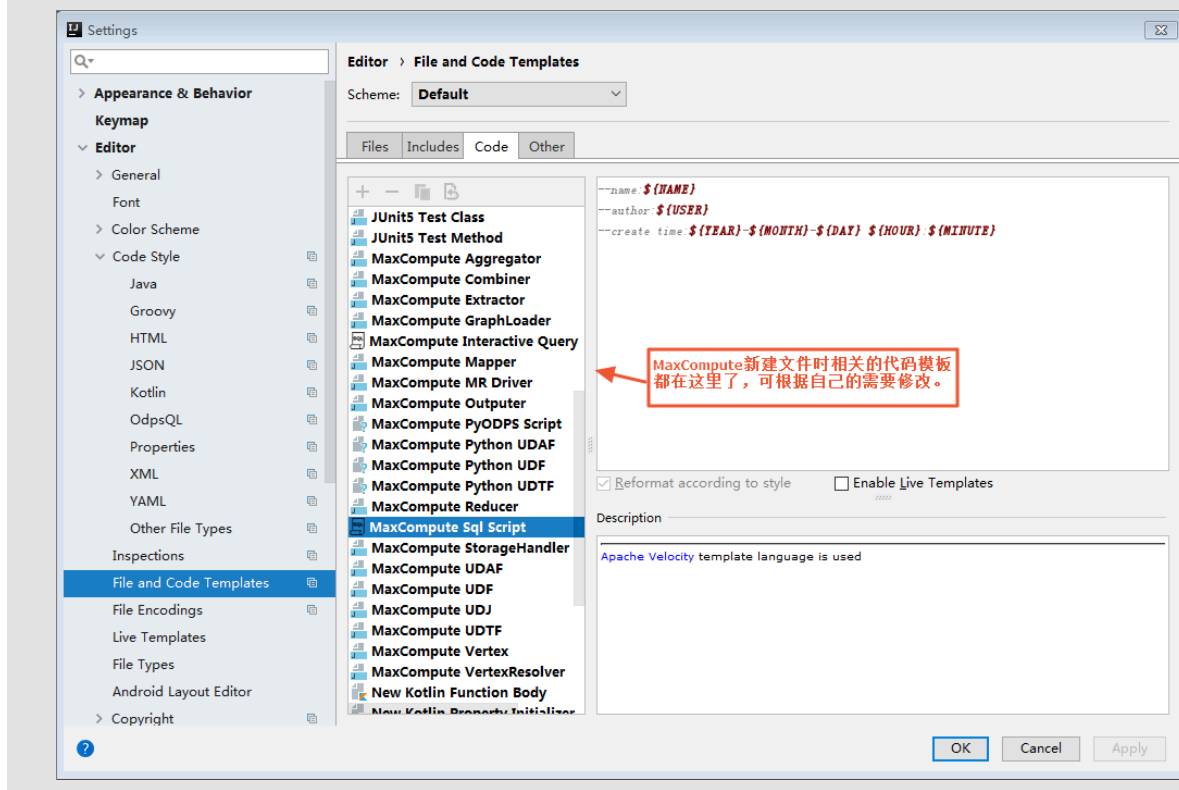 Settings
Appearance & Behavior
Keymap
Editor
General
Font
Color Scheme
Code Style
Java
Groovy
HTML
JSON
Kotlin
OdpsQL
Properties
XML
YAML
Other File Types
Inspections
File and Code Templates
File Encodings
Live Templates
File Types
Android Layout Editor
Copyright
Editor › File and Code Templates
Scheme: Default
Files Includes Code Other
JUnit5 Test Class
JUnit5 Test Method
MaxCompute Aggregator
MaxCompute Combiner
MaxCompute Extractor
MaxCompute GraphLoader
MaxCompute Interactive Query
MaxCompute Mapper
MaxCompute MR Driver
MaxCompute Outputer
MaxCompute PyODPS Script
MaxCompute Python UDAF
MaxCompute Python UDF
MaxCompute Python UDTF
MaxCompute Reducer
MaxCompute Sql Script
MaxCompute StorageHandler
MaxCompute UDAF
MaxCompute UDF
MaxCompute UDJ
MaxCompute UDTF
MaxCompute Vertex
MaxCompute VertexResolver
New Kotlin Function Body
New Kotlin Property Initializer
--name:${NAME}
--author:${USER}
--create time:${YEAR}-${MONTH}-${DAY} ${HOUR}:${MINUTE}
MaxCompute新建文件时相关的代码模板
都在这里了，可根据自己的需要修改。
Reformat according to style Enable Live Templates
Description
Apache Velocity template language is used
? OK Cancel Apply